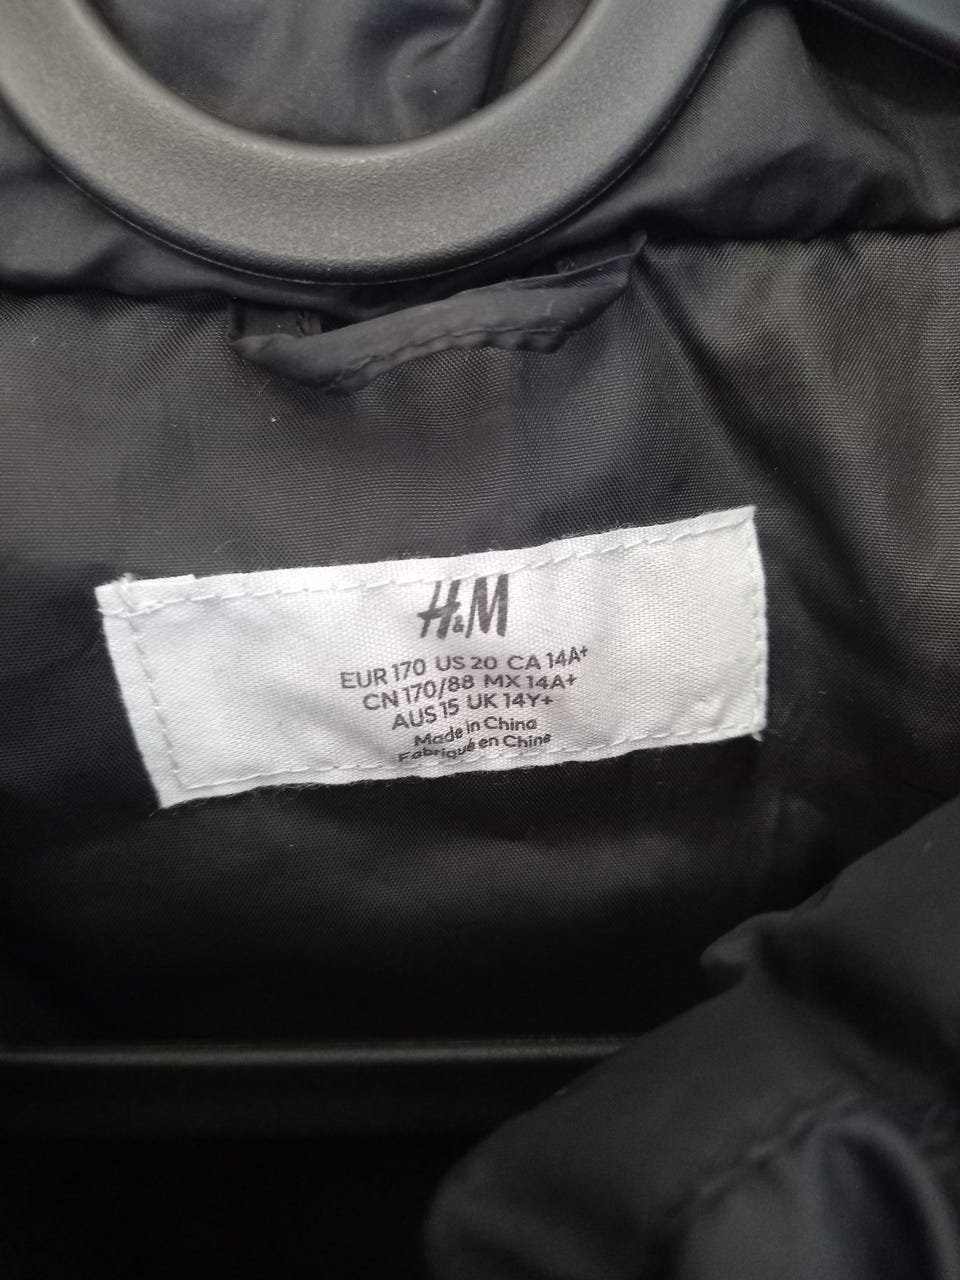 H&M
EUR 170 US 20 CA 14A+
CN 170/88 MX 14A+
AUS 15 UK 14Y+
Made in China
Fabriqué en Chine